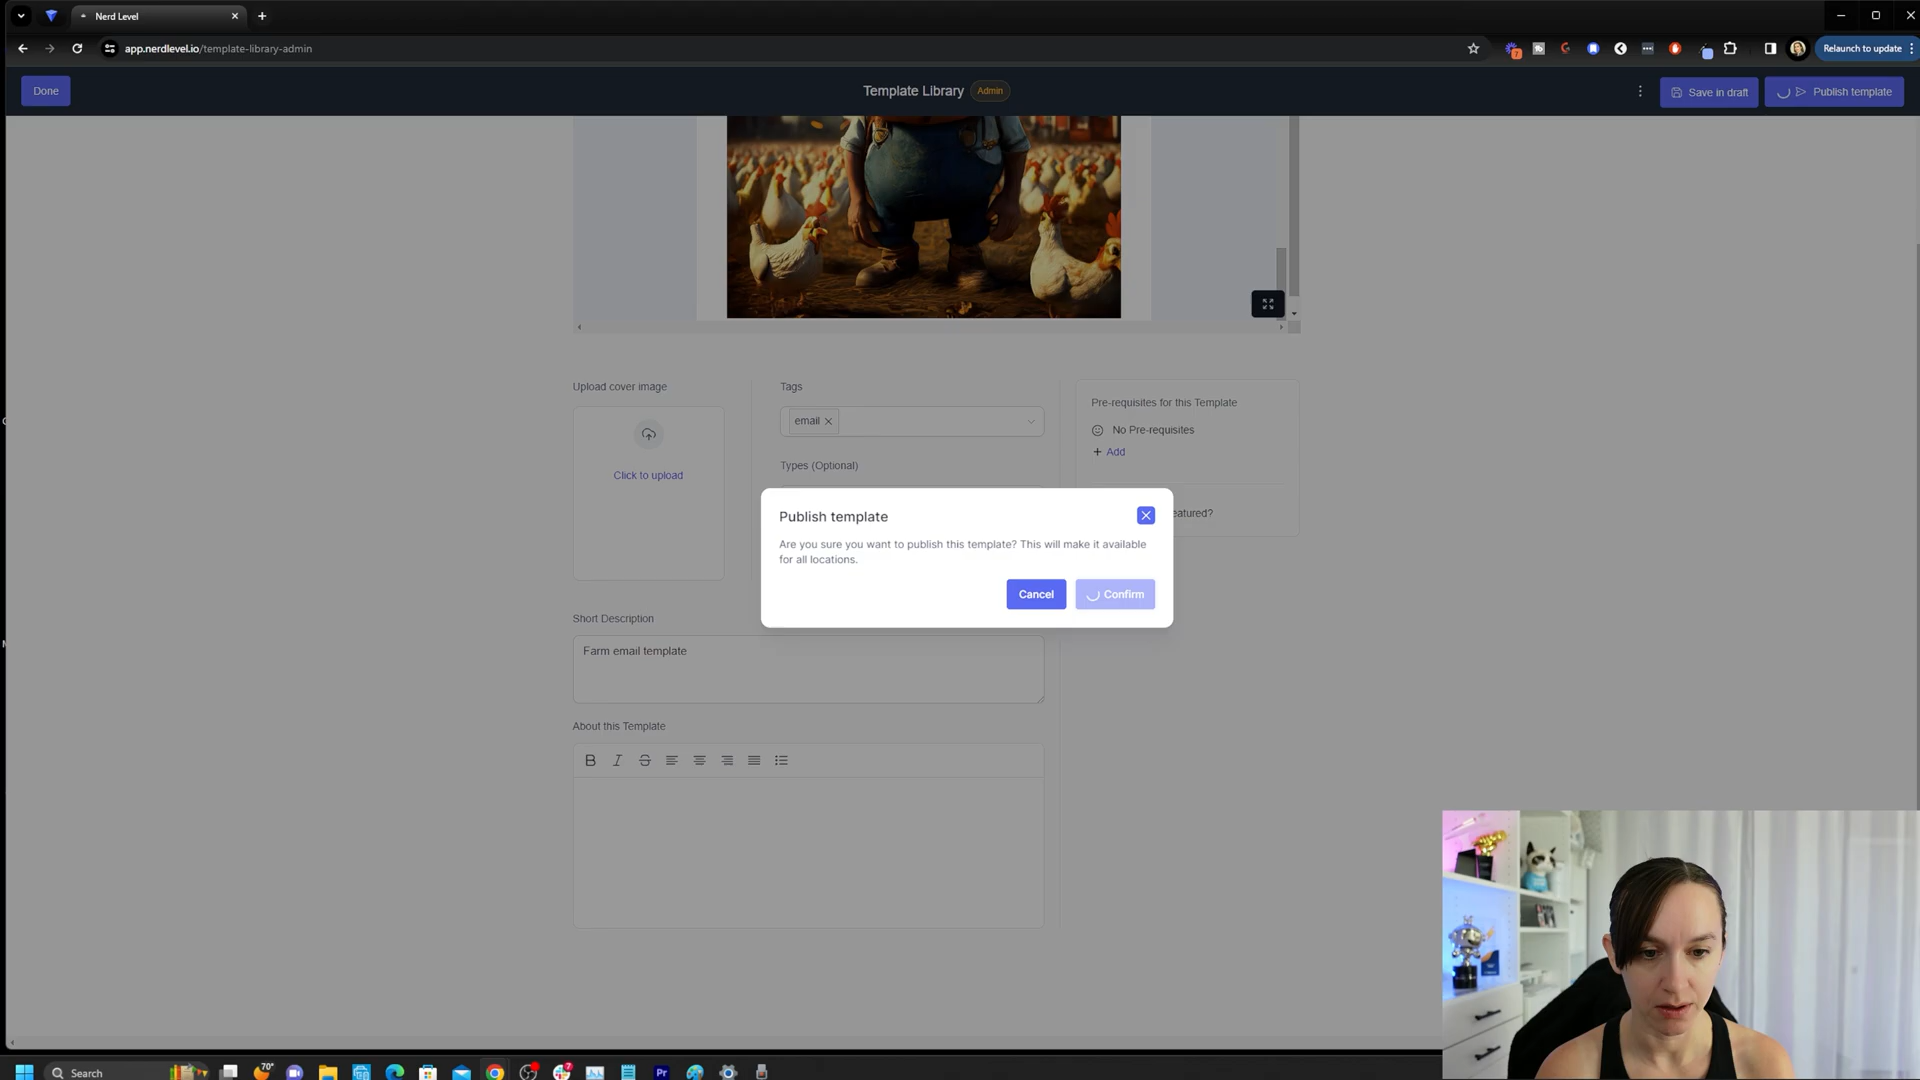 Nerd Level
app.nerdlevel.io/template-library-admin
7
Relaunch to update
Done
Template Library
Admin
Save in draft
Publish template
Upload cover image
Click to upload
Tags
email
Types (Optional)
Pre-requisites for this Template
No Pre-requisites
+ Add
eatured?
Publish template
Are you sure you want to publish this template? This will make it available
for all locations.
Cancel
Confirm
Short Description
Farm email template
About this Template
B I S
Search
70°
Pr